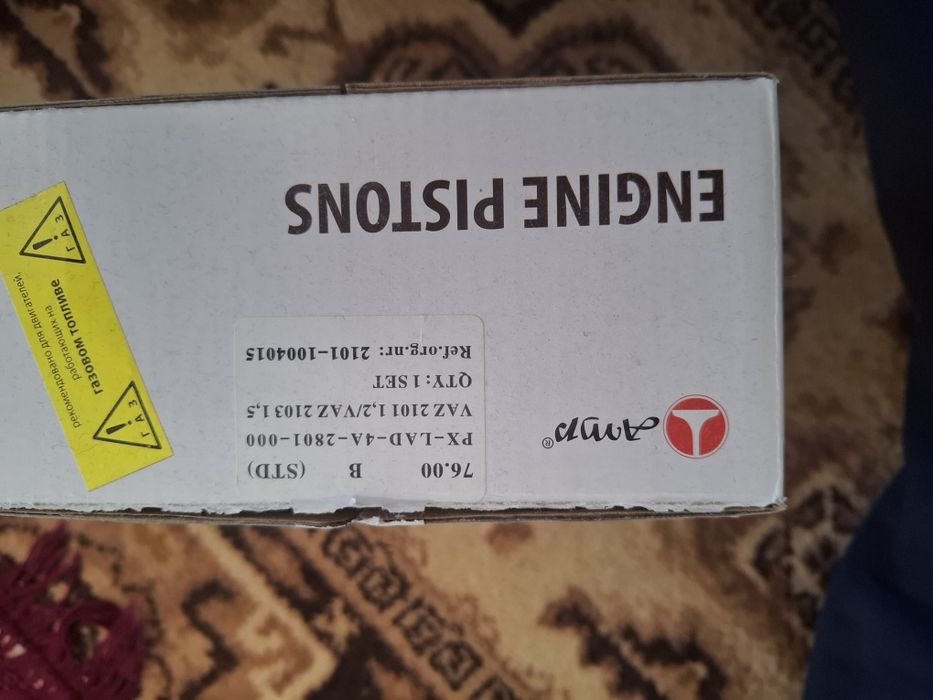 Amp®
76.00 B (STD)
PX-LAD-4A-2801-000
VAZ 2101 1,2/VAZ 2103 1,5
QTY: 1 SET
Ref.org.nr: 2101-1004015
ENGINE PISTONS
ГАЗ
рекомендовано для двигателей,
работающих на
газовом топливе
ГАЗ